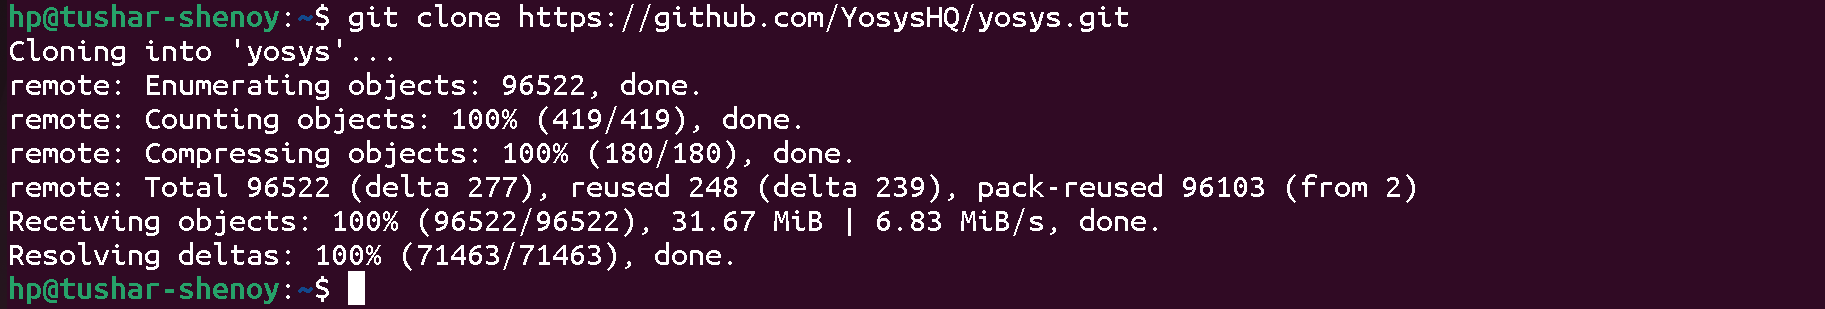 hp@tushar-shenoy:~$ git clone https://github.com/YosysHQ/yosys.git
Cloning into 'yosys'...
remote: Enumerating objects: 96522, done.
remote: Counting objects: 100% (419/419), done.
remote: Compressing objects: 100% (180/180), done.
remote: Total 96522 (delta 277), reused 248 (delta 239), pack-reused 96103 (from 2)
Receiving objects: 100% (96522/96522), 31.67 MiB | 6.83 MiB/s, done.
Resolving deltas: 100% (71463/71463), done.
hp@tushar-shenoy:~$